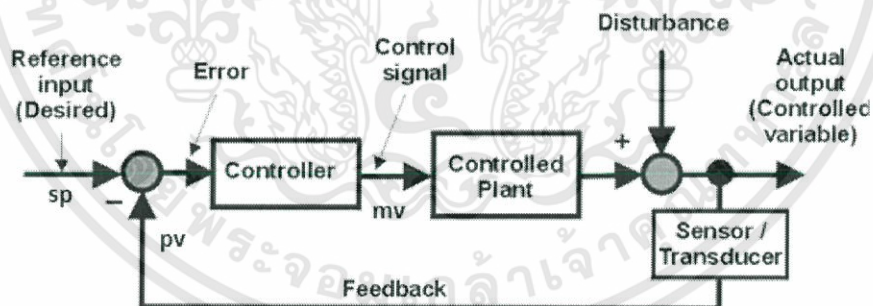 Disturbance
Reference
input
(Desired)
Error
Control
signal
Actual
output
(Controlled
variable)
Controller
Controlled
Plant
+
sp
−
mv
pv
Sensor /
Transducer
Feedback